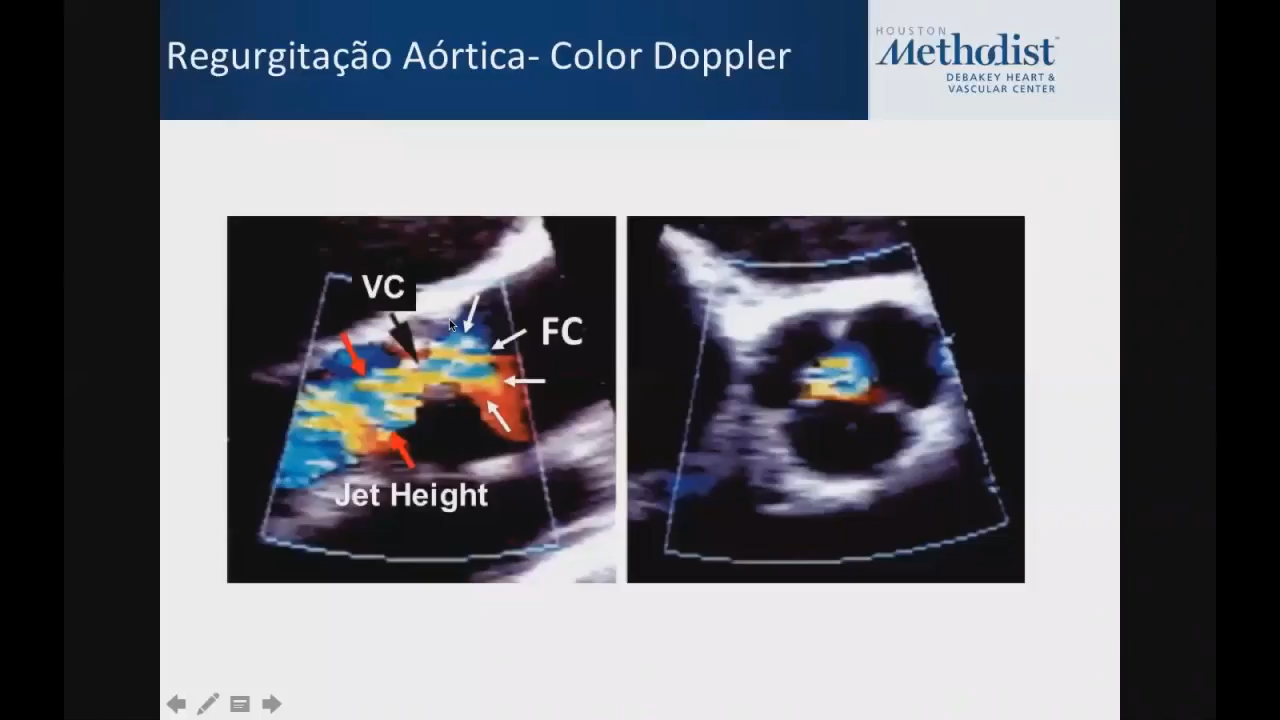 Regurgitação Aórtica- Color Doppler
HOUSTON
Methodist
DEBAKEY HEART &
VASCULAR CENTER
VC
FC
Jet Height